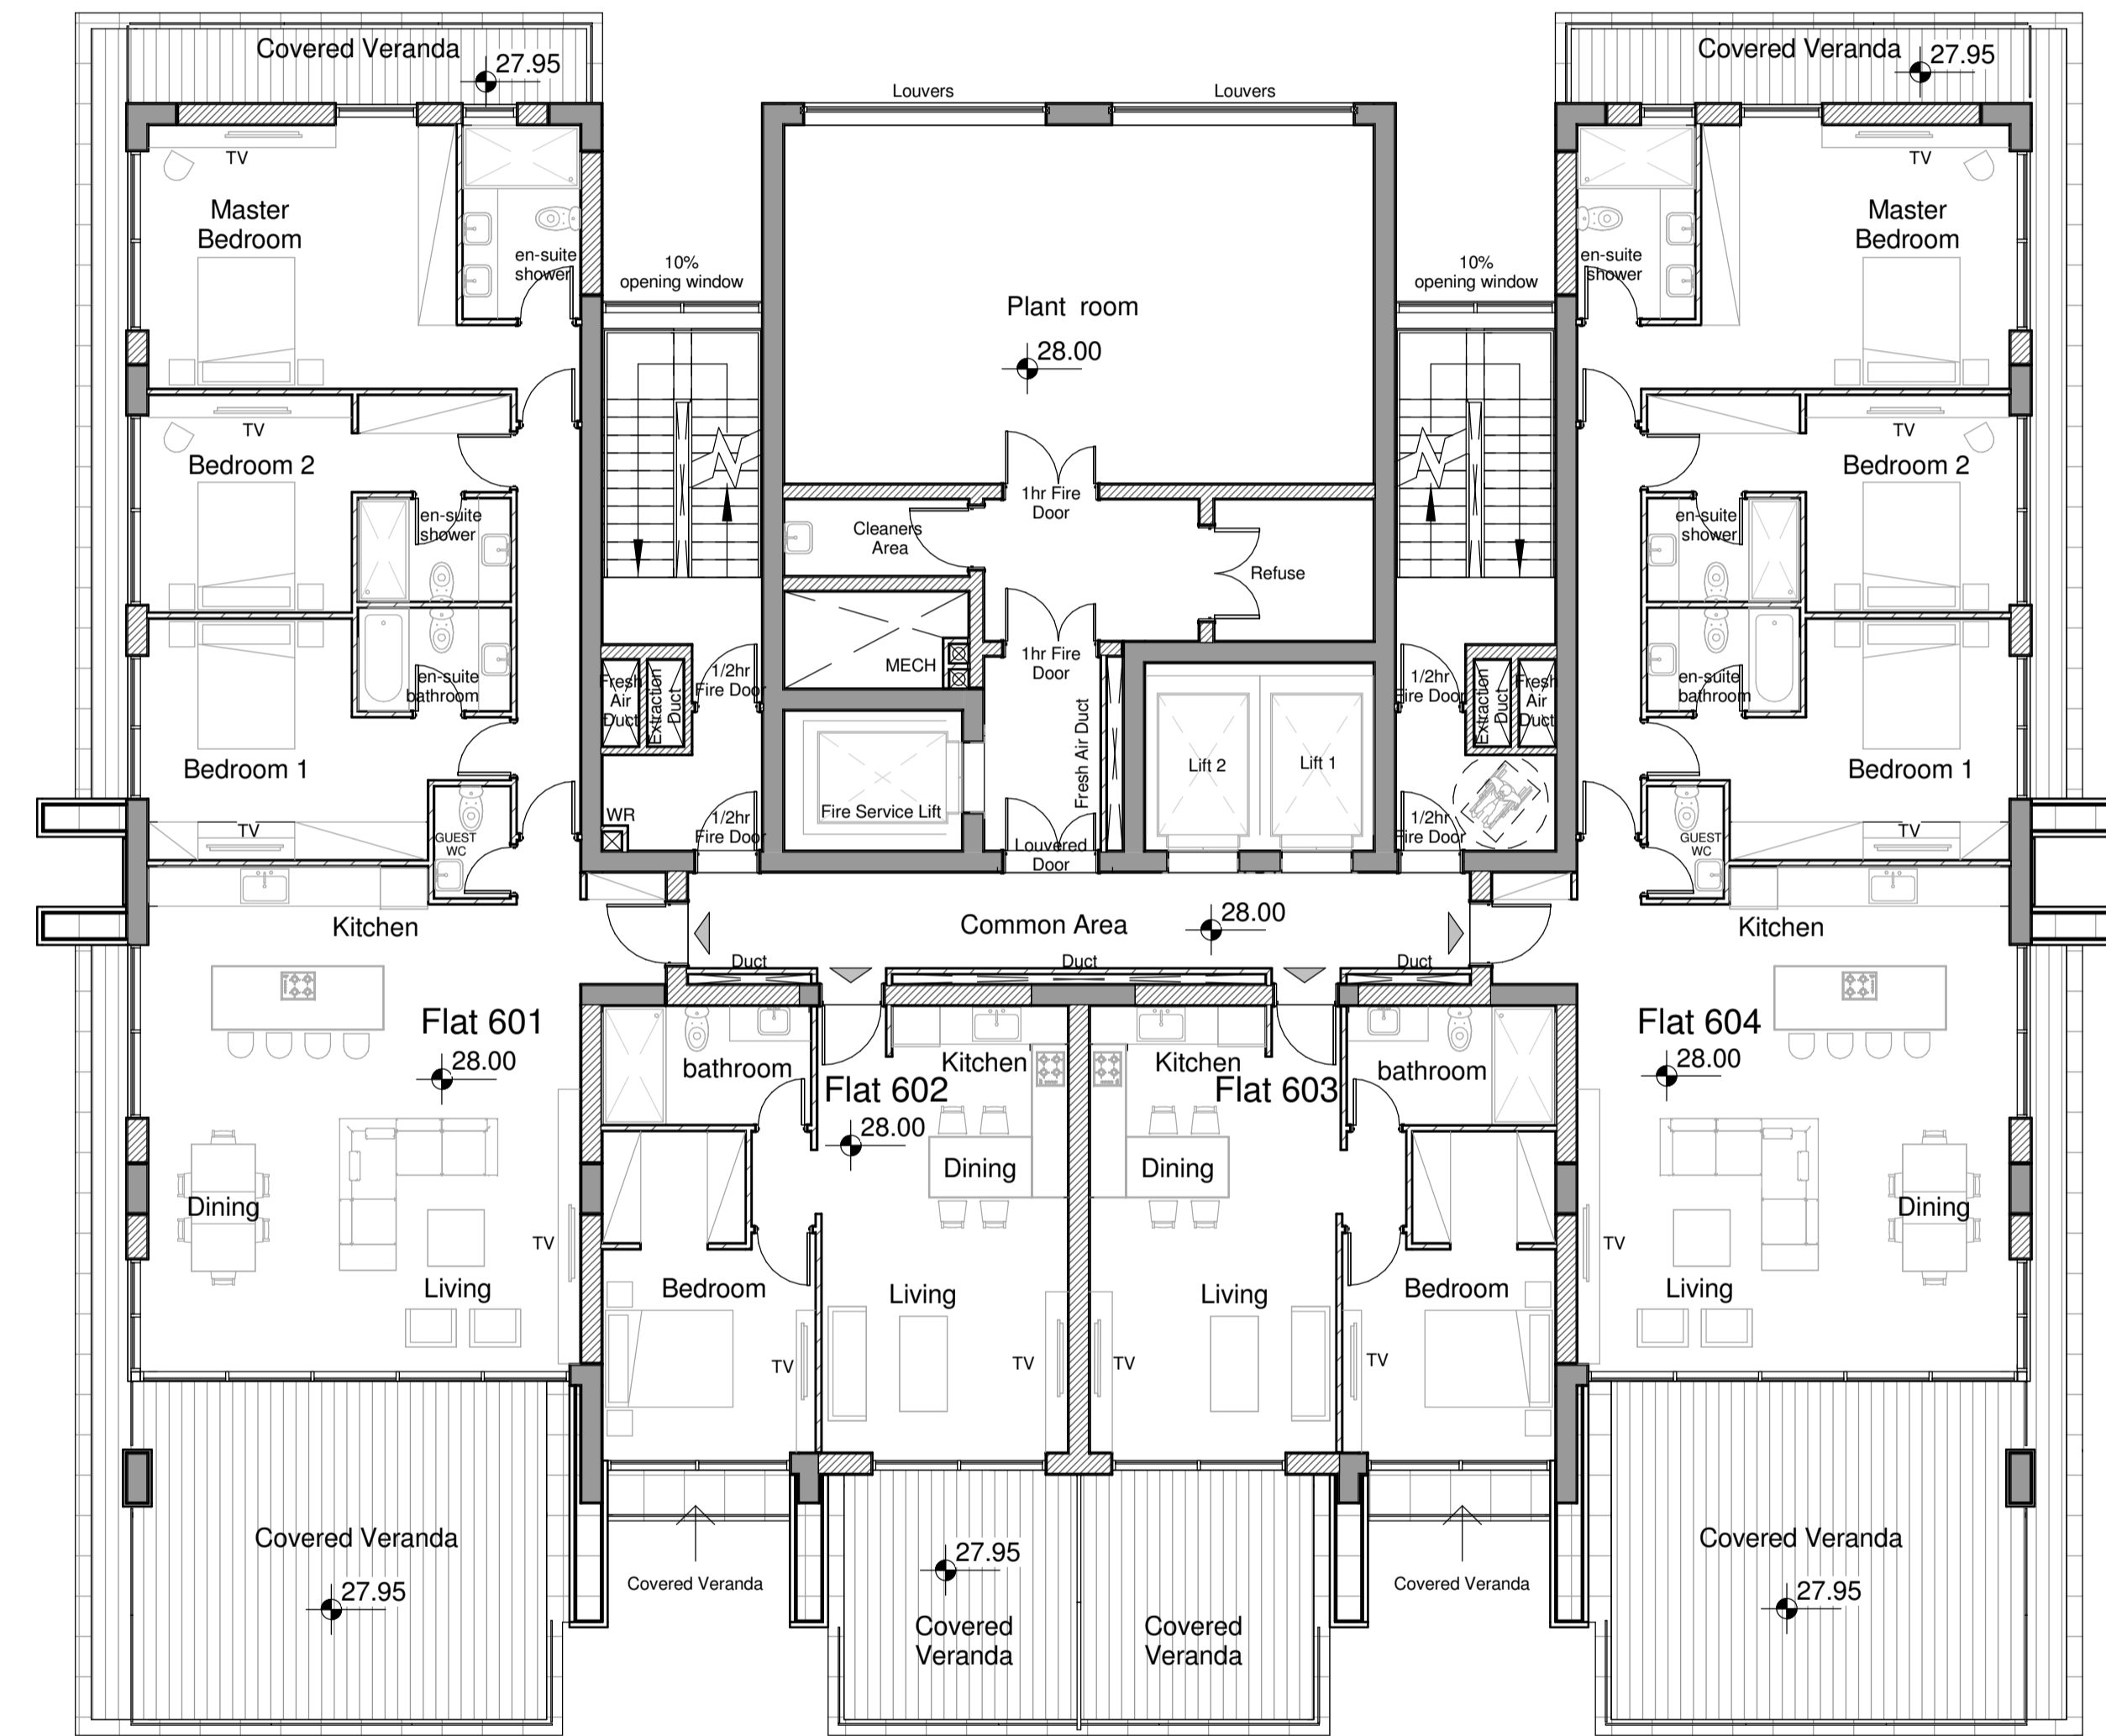 Covered Veranda
27.95
Covered Veranda
27.95
Louvers
Louvers
TV
TV
Master
Bedroom
Master
Bedroom
en-suite
shower
en-suite
shower
10%
opening window
10%
opening window
Plant room
28.00
TV
TV
Bedroom 2
Bedroom 2
1hr Fire
Door
en-suite
shower
en-suite
shower
Cleaners
Area
Refuse
MECH
1hr Fire
Door
Fresh
Air
Duct
Extraction
Duct
1/2hr
Fire Door
1/2hr
Fire Door
Extraction
Duct
Fresh
Air
Duct
en-suite
bathroom
en-suite
bathroom
Fresh Air Duct
Lift 2
Lift 1
Bedroom 1
Bedroom 1
Fire Service Lift
WR
1/2hr
Fire Door
1/2hr
Fire Door
TV
TV
GUEST
WC
GUEST
WC
Louvered
Door
Kitchen
Common Area
28.00
Kitchen
Duct
Duct
Duct
Flat 601
28.00
Flat 604
28.00
bathroom
Kitchen
Kitchen
bathroom
Flat 602
28.00
Flat 603
Dining
Dining
Dining
Dining
TV
TV
Living
Bedroom
Living
Living
Bedroom
Living
TV
TV
TV
TV
Covered Veranda
27.95
Covered Veranda
27.95
Covered
Veranda
Covered
Veranda
Covered Veranda
Covered Veranda
27.95